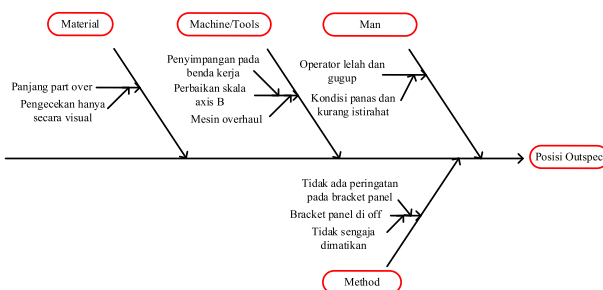 Material
Machine/Tools
Man
Penyimpangan pada
benda kerja
Perbaikan skala
axis B
Mesin overhaul
Panjang part over
Pengecekan hanya
secara visual
Operator lelah dan
gugup
Kondisi panas dan
kurang istirahat
Posisi Outspec
Tidak ada peringatan
pada bracket panel
Bracket panel di off
Tidak sengaja
dimatikan
Method